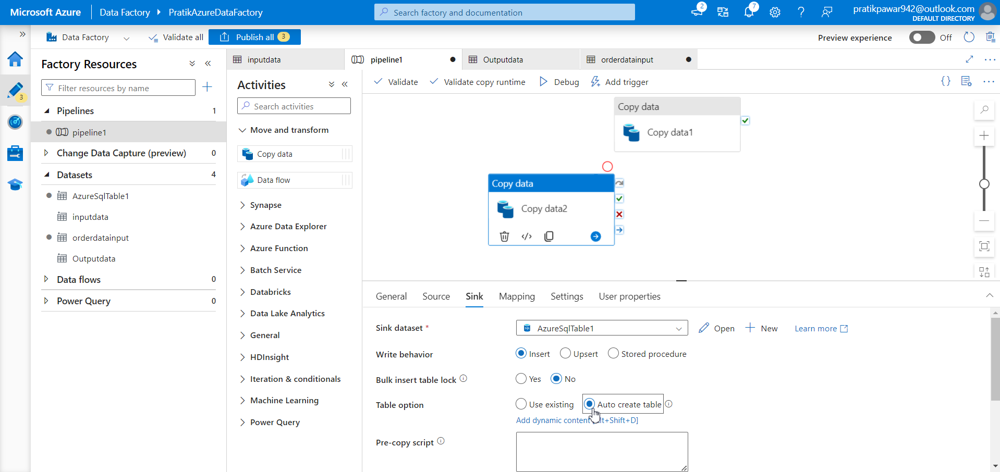 Microsoft Azure
Data Factory
PratikAzureDataFactory
Search factory and documentation
2
7
pratikpawar942@outlook.com
DEFAULT DIRECTORY
Data Factory
Validate all
Publish all
3
Preview experience
Off
3
Factory Resources
Filter resources by name
Pipelines
1
pipeline1
Change Data Capture (preview)
0
Datasets
4
AzureSqlTable1
inputdata
orderdatainput
Outputdata
Data flows
0
Power Query
0
inputdata
pipeline1
Outputdata
orderdatainput
Activities
Search activities
Move and transform
Copy data
Data flow
Synapse
Azure Data Explorer
Azure Function
Batch Service
Databricks
Data Lake Analytics
General
HDInsight
Iteration & conditionals
Machine Learning
Power Query
Validate
Validate copy runtime
Debug
Add trigger
{}
Copy data
Copy data1
Copy data
Copy data2
</>
General
Source
Sink
Mapping
Settings
User properties
Sink dataset *
SQL
AzureSqlTable1
Open
New
Learn more
Write behavior
Insert
Upsert
Stored procedure
Bulk insert table lock
Yes
No
Table option
Use existing
Auto create table
Add dynamic content lt+Shift+D]
Pre-copy script